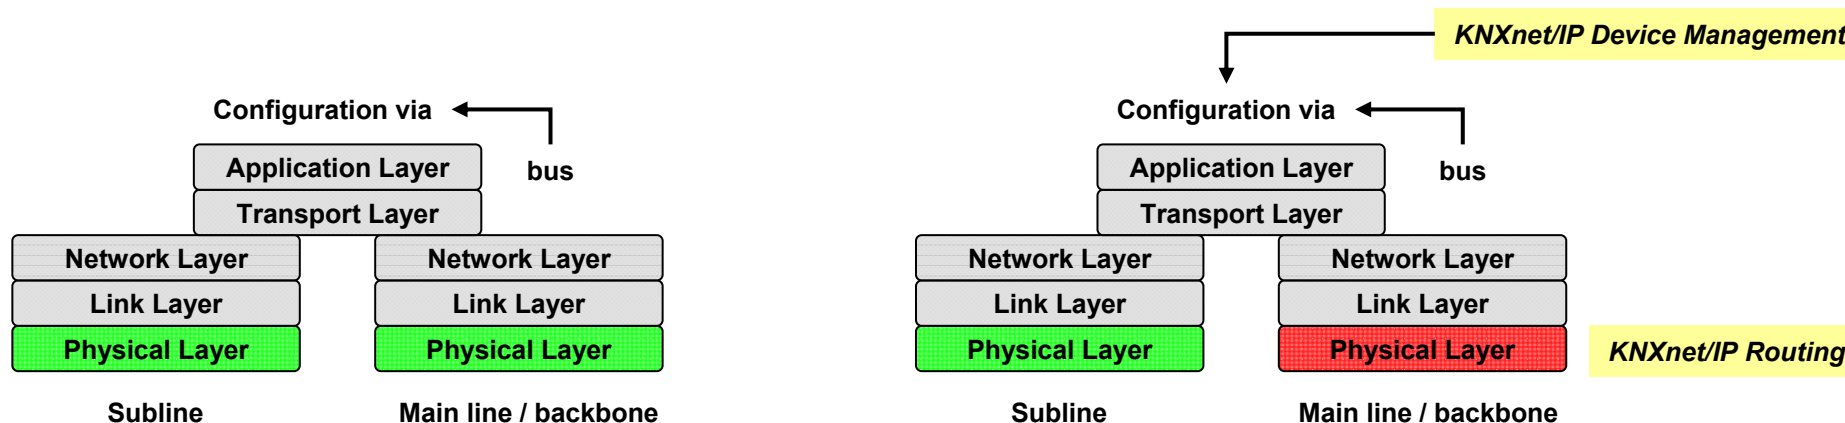 KNXnet/IP Device Management
Configuration via
bus
Application Layer
Transport Layer
Network Layer
Network Layer
Link Layer
Link Layer
Physical Layer
Physical Layer
Subline
Main line / backbone
Configuration via
bus
Application Layer
Transport Layer
Network Layer
Network Layer
Link Layer
Link Layer
Physical Layer
Physical Layer
KNXnet/IP Routing
Subline
Main line / backbone